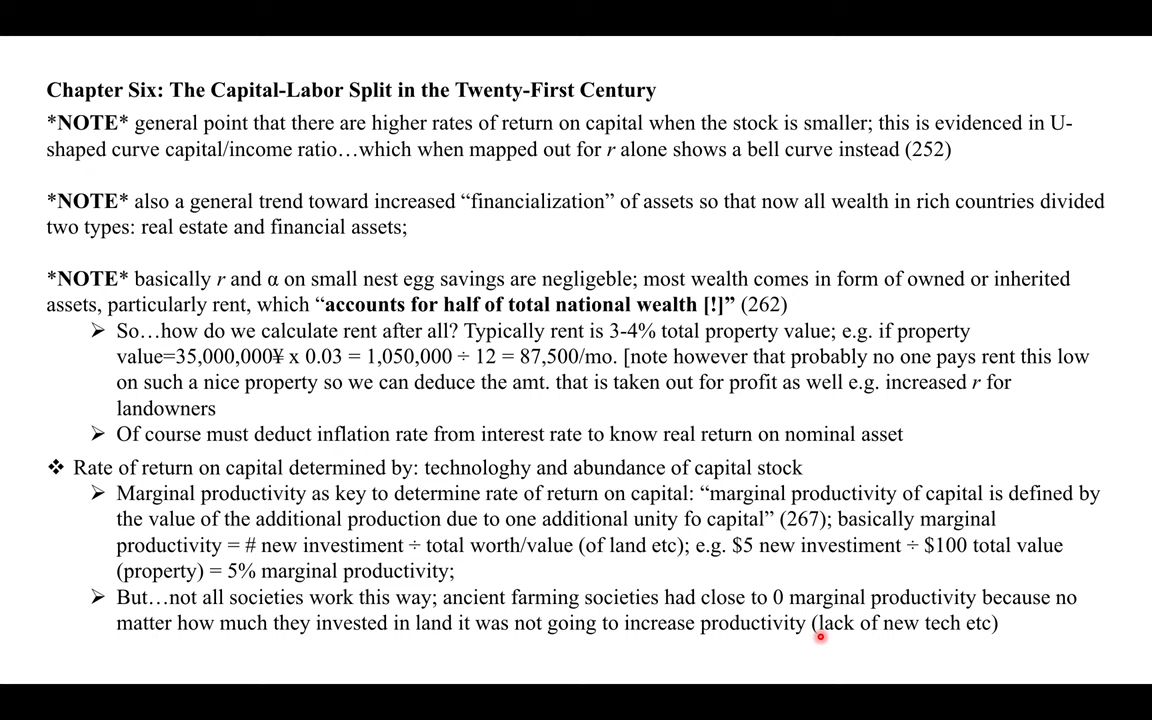 Chapter Six: The Capital-Labor Split in the Twenty-First Century
*NOTE* general point that there are higher rates of return on capital when the stock is smaller; this is evidenced in U-
shaped curve capital/income ratio…which when mapped out for r alone shows a bell curve instead (252)
*NOTE* also a general trend toward increased “financialization” of assets so that now all wealth in rich countries divided
two types: real estate and financial assets;
*NOTE* basically r and α on small nest egg savings are negligeble; most wealth comes in form of owned or inherited
assets, particularly rent, which “accounts for half of total national wealth [!]” (262)
➢ So…how do we calculate rent after all? Typically rent is 3-4% total property value; e.g. if property
value=35,000,000¥ x 0.03 = 1,050,000 ÷ 12 = 87,500/mo. [note however that probably no one pays rent this low
on such a nice property so we can deduce the amt. that is taken out for profit as well e.g. increased r for
landowners
➢ Of course must deduct inflation rate from interest rate to know real return on nominal asset
❖ Rate of return on capital determined by: technologhy and abundance of capital stock
➢ Marginal productivity as key to determine rate of return on capital: “marginal productivity of capital is defined by
the value of the additional production due to one additional unity fo capital” (267); basically marginal
productivity = # new investiment ÷ total worth/value (of land etc); e.g. $5 new investiment ÷ $100 total value
(property) = 5% marginal productivity;
➢ But…not all societies work this way; ancient farming societies had close to 0 marginal productivity because no
matter how much they invested in land it was not going to increase productivity (lack of new tech etc)